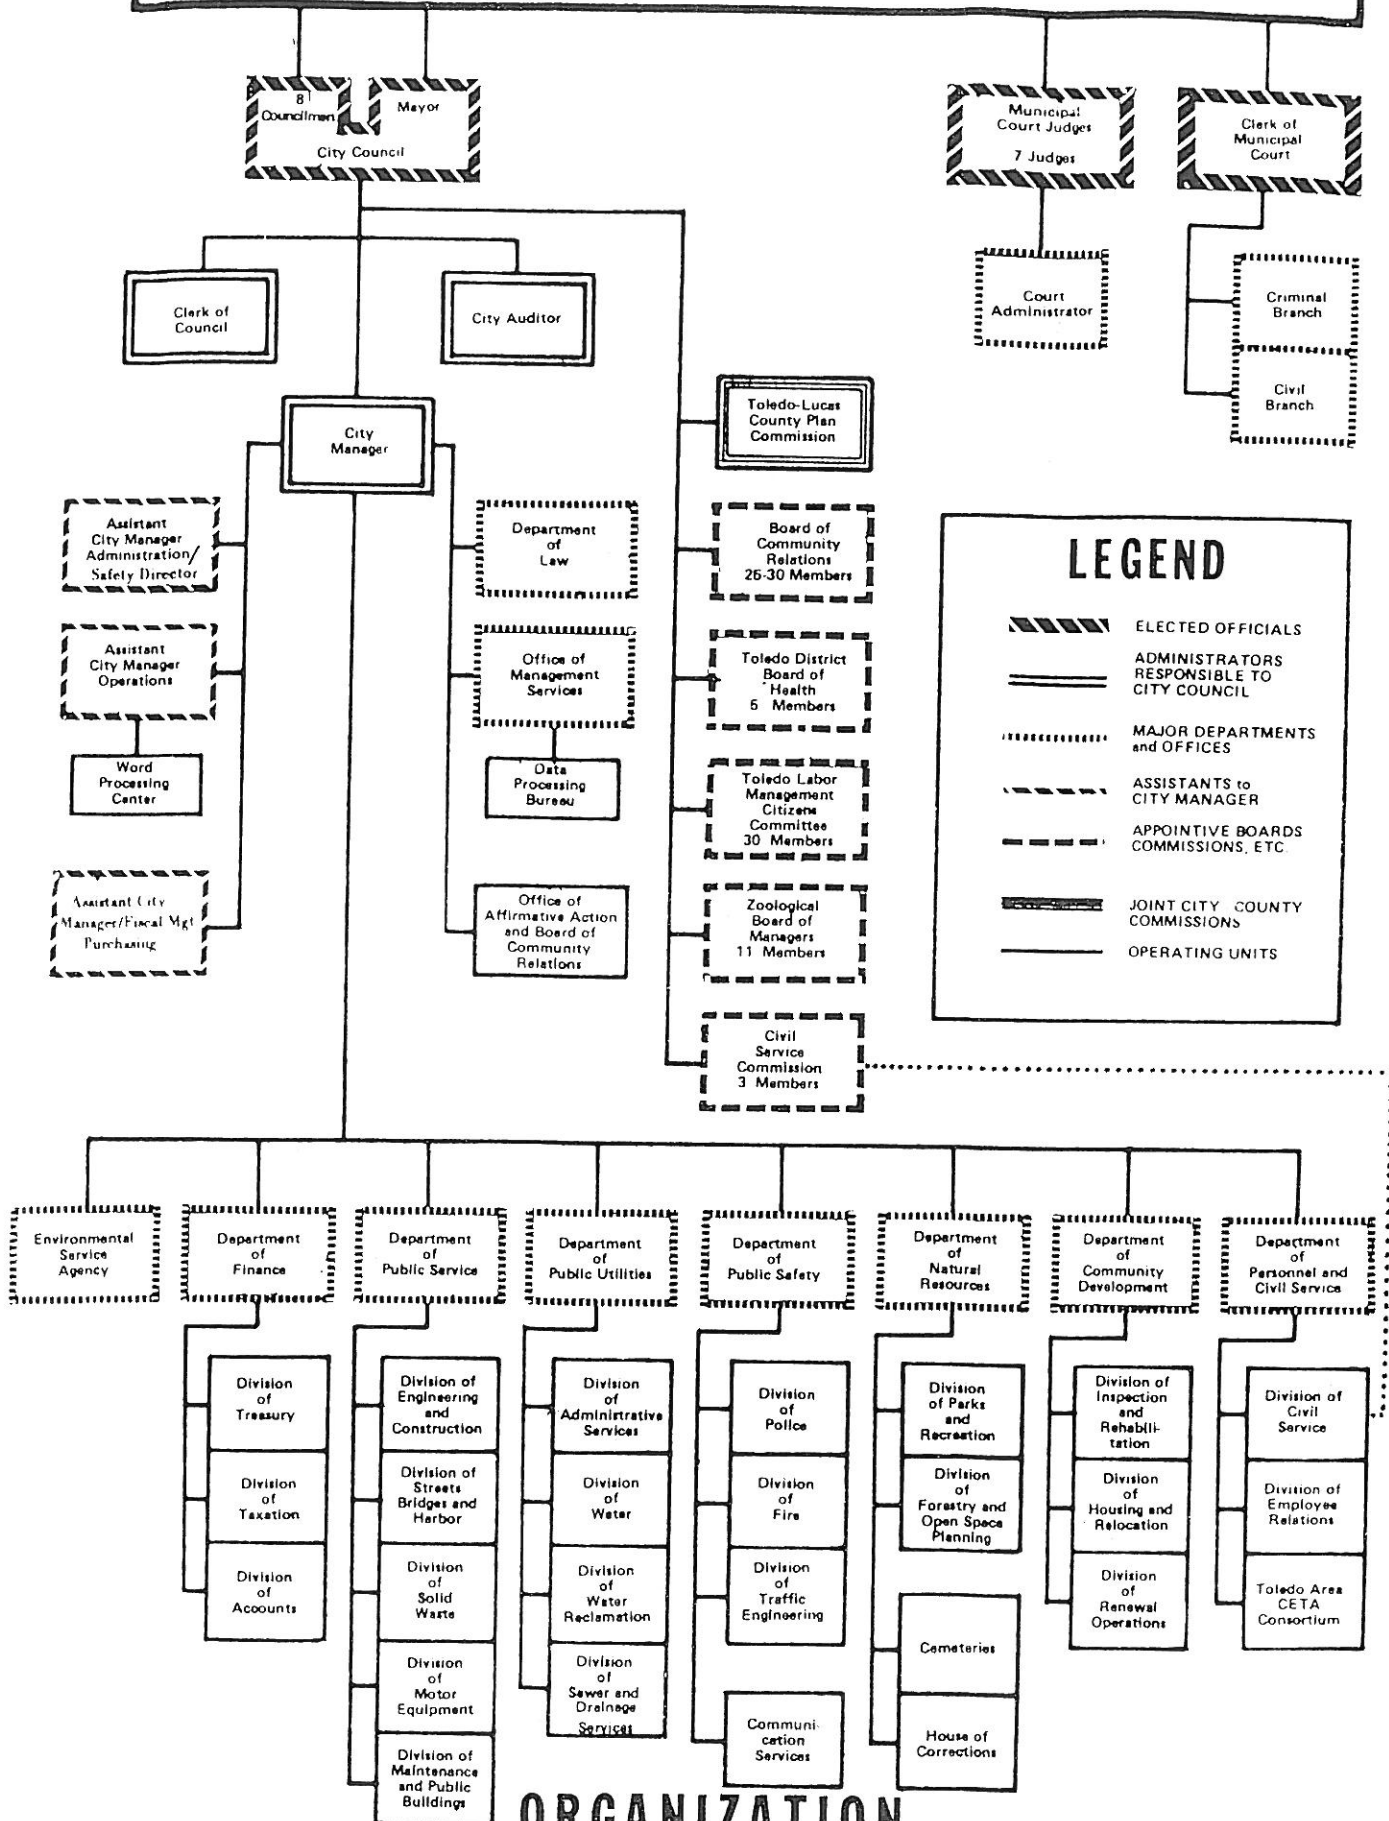 8
Councilmen
Mayor
City Council
Municipal
Court Judges
7 Judges
Clerk of
Municipal
Court
Clerk of
Council
City Auditor
Court
Administrator
Criminal
Branch
Civil
Branch
City
Manager
Toledo-Lucas
County Plan
Commission
Assistant
City Manager
Administration/
Safety Director
Department
of
Law
Board of
Community
Relations
25-30 Members
Assistant
City Manager
Operations
Office of
Management
Services
Toledo District
Board of
Health
5 Members
Word
Processing
Center
Data
Processing
Bureau
Toledo Labor
Management
Citizens
Committee
30 Members
Assistant City
Manager/Fiscal Mgt
Purchasing
Office of
Affirmative Action
and Board of
Community
Relations
Zoological
Board of
Managers
11 Members
Civil
Service
Commission
3 Members
LEGEND
ELECTED OFFICIALS
ADMINISTRATORS
RESPONSIBLE TO
CITY COUNCIL
MAJOR DEPARTMENTS
and OFFICES
ASSISTANTS to
CITY MANAGER
APPOINTIVE BOARDS
COMMISSIONS, ETC
JOINT CITY COUNTY
COMMISSIONS
OPERATING UNITS
Environmental
Service
Agency
Department
of
Finance
Department
of
Public Service
Department
of
Public Utilities
Department
of
Public Safety
Department
of
Natural
Resources
Department
of
Community
Development
Department
of
Personnel and
Civil Service
Division
of
Treasury
Division
of
Taxation
Division
of
Accounts
Division of
Engineering
and
Construction
Division of
Streets
Bridges and
Harbor
Division
of
Solid
Waste
Division
of
Motor
Equipment
Division of
Maintenance
and Public
Buildings
Division
of
Administrative
Services
Division
of
Water
Division
of
Water
Reclamation
Division
of
Sewer and
Drainage
Services
Division
of
Police
Division
of
Fire
Division
of
Traffic
Engineering
Communi-
cation
Services
Division
of Parks
and
Recreation
Division
of
Forestry and
Open Space
Planning
Cemeteries
House of
Corrections
Division of
Inspection
and
Rehabili-
tation
Division
of
Housing and
Relocation
Division
of
Renewal
Operations
Division of
Civil
Service
Division of
Employee
Relations
Toledo Area
CETA
Consortium
ORGANIZATION